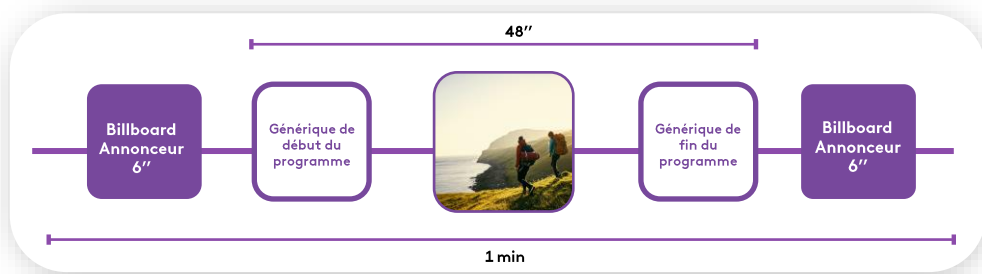 48’’
Billboard
Annonceur
6’’
Générique de
début du
programme
Générique de
fin du
programme
Billboard
Annonceur
6’’
1 min